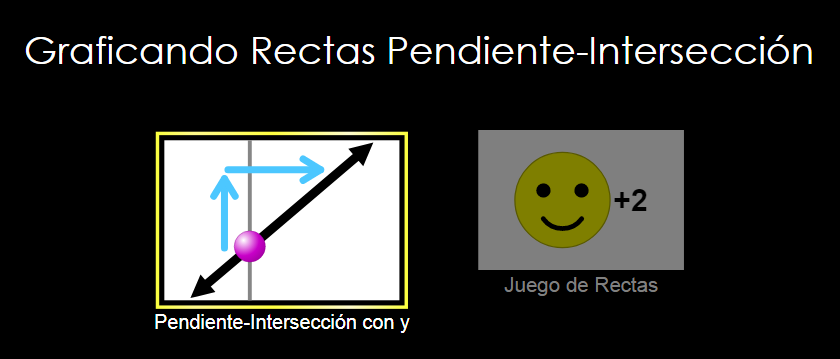 Graficando Rectas Pendiente-Intersección
+2
Pendiente-Intersección con y
Juego de Rectas